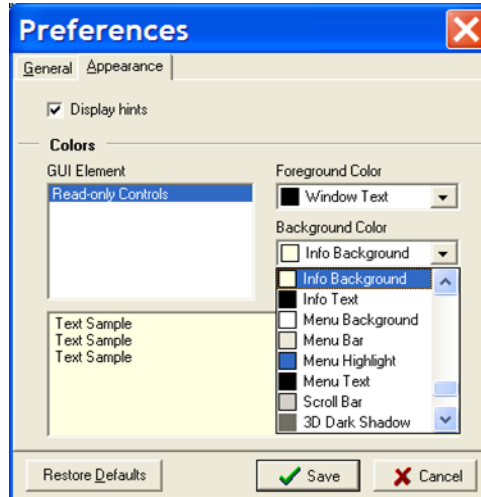 Preferences
General Appearance
Display hints
Colors
GUI Element
Read-only Controls
Foreground Color
Window Text
Background Color
Info Background
Info Background
Info Text
Menu Background
Menu Bar
Menu Highlight
Menu Text
Scroll Bar
3D Dark Shadow
Text Sample
Text Sample
Text Sample
Restore Defaults
Save
Cancel